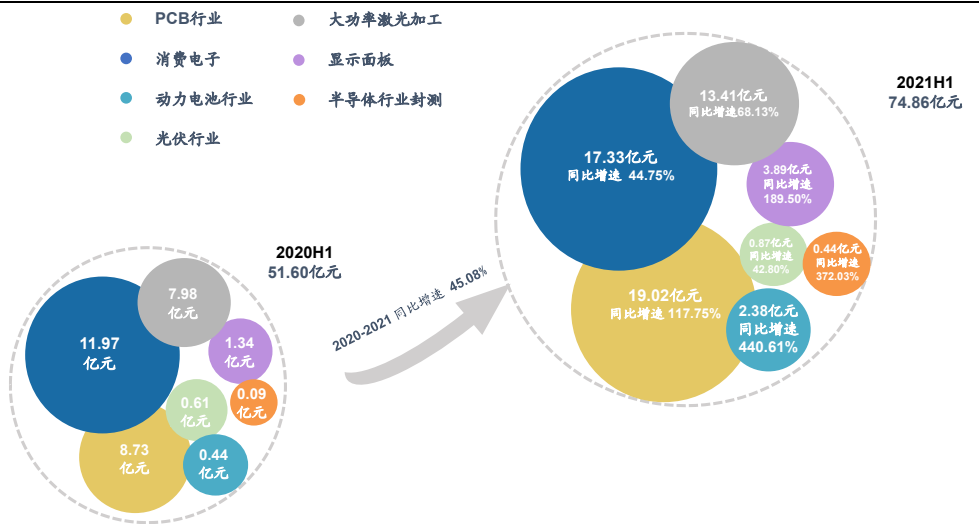 PCB行业
消费电子
动力电池行业
光伏行业
大功率激光加工
显示面板
半导体行业封测
2020H1
51.60亿元
7.98
亿元
11.97
亿元
1.34
亿元
0.09
亿元
0.61
亿元
8.73
亿元
0.44
亿元
2020-2021 同比增速 45.08%
2021H1
74.86亿元
13.41亿元
同比增速68.13%
17.33亿元
同比增速 44.75%
3.89亿元
同比增速
189.50%
0.87亿元
同比增速
42.80%
0.44亿元
同比增速
372.03%
19.02亿元
同比增速 117.75%
2.38亿元
同比增速
440.61%